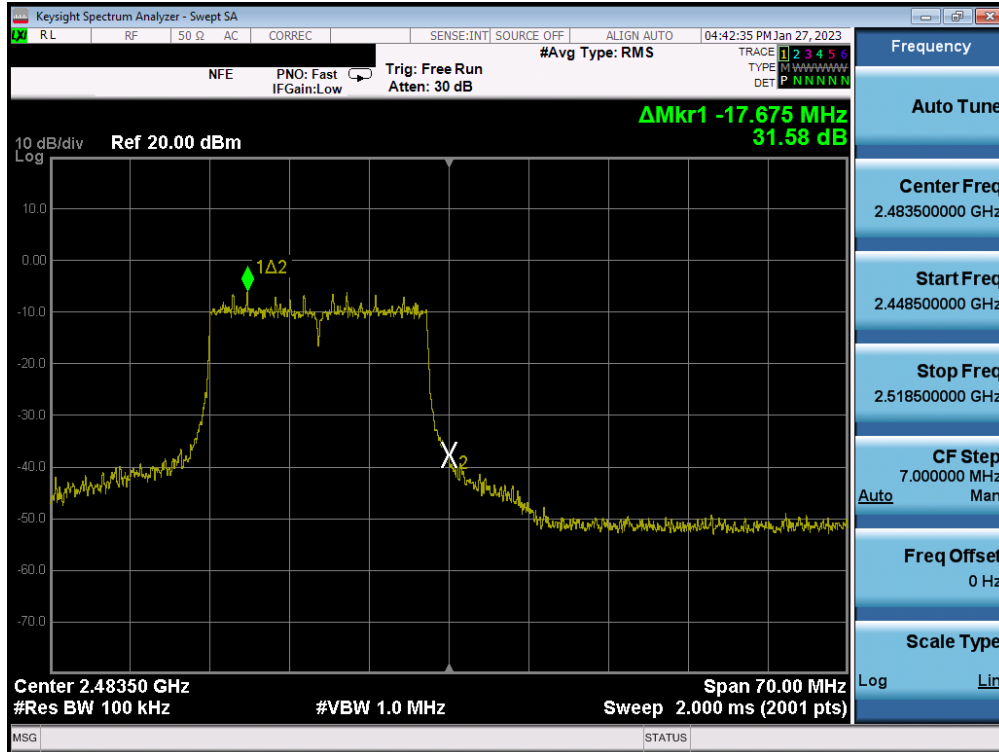 Keysight Spectrum Analyzer - Swept SA
LXI RL RF 50 Ω AC CORREC SENSE:INT SOURCE OFF ALIGN AUTO 04:42:35 PM Jan 27, 2023
#Avg Type: RMS
TRACE 1 2 3 4 5 6
TYPE M WWWWW
DET P N N N N N
NFE
PNO: Fast
IFGain:Low
Trig: Free Run
Atten: 30 dB
ΔMkr1 -17.675 MHz
31.58 dB
10 dB/div
Log
Ref 20.00 dBm
10.0
0.00
1Δ2
-10.0
-20.0
-30.0
-40.0
2
-50.0
-60.0
-70.0
Center 2.48350 GHz
Span 70.00 MHz
#Res BW 100 kHz
#VBW 1.0 MHz
Sweep 2.000 ms (2001 pts)
MSG
STATUS
Frequency
Auto Tune
Center Freq
2.483500000 GHz
Start Freq
2.448500000 GHz
Stop Freq
2.518500000 GHz
CF Step
7.000000 MHz
Auto Man
Freq Offset
0 Hz
Scale Type
Log Lin